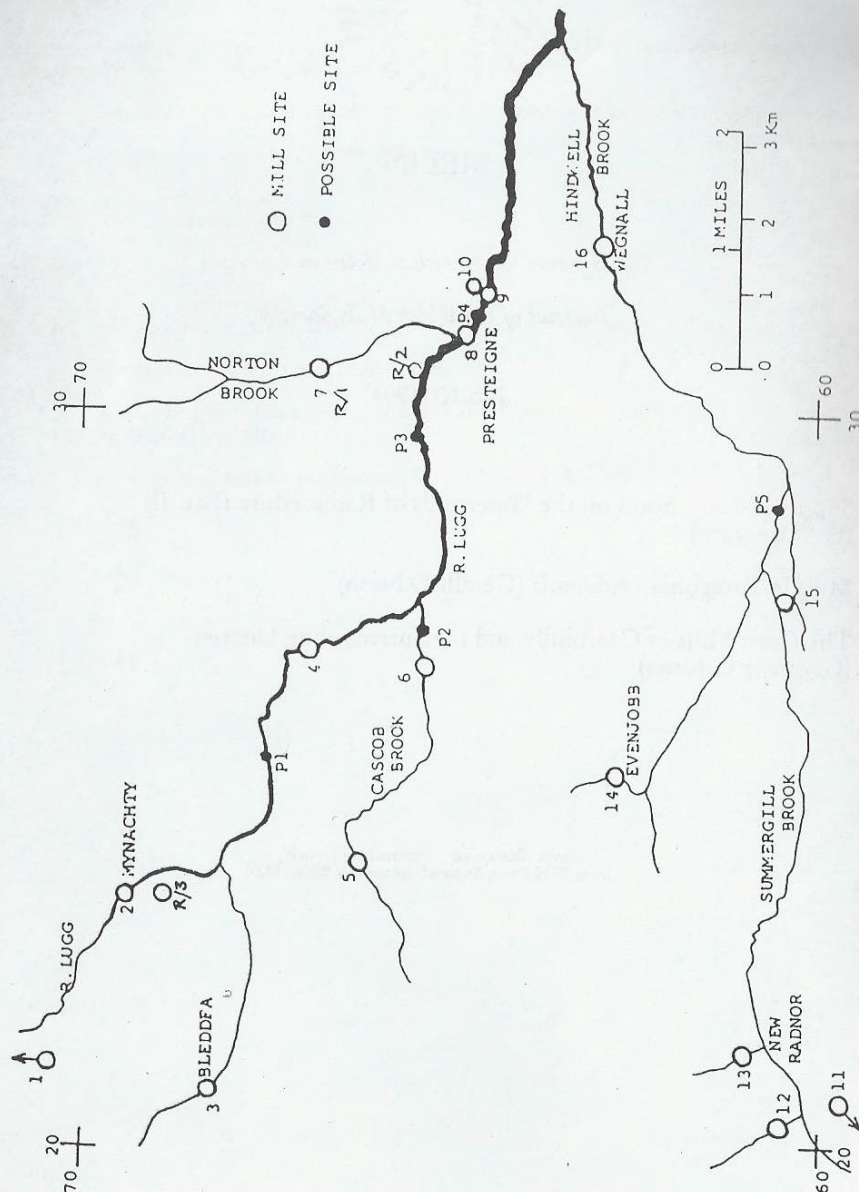 70
20
30
70
1
R. LUGG
2 MYNACHTY
R/3
3 BLEDDFA
P1
4
NORTON
BROOK
7
R/1
R/2
○ MILL SITE
● POSSIBLE SITE
CASCOB
BROOK
5
6
P2
R. LUGG
P3
8
P4
10
9
PRESTEIGNE
HINDWELL
BROOK
16
WEGNALL
14
EVENJOBB
SUMMERGILL
BROOK
13
NEW
RADNOR
12
11
15
P5
0 1 MILES 2
0 1 2 3 Km
60
20
60
30